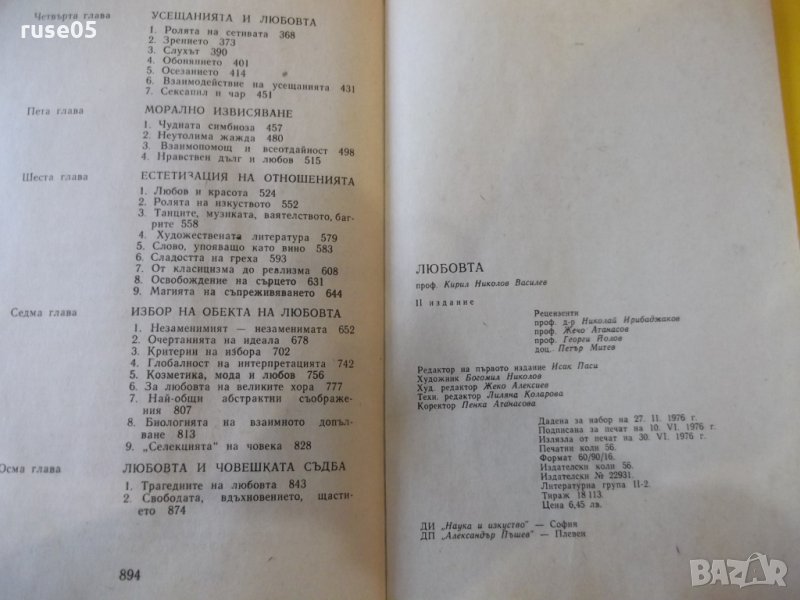 ruse05
Четвърта глава УСЕЩАНИЯТА И ЛЮБОВТА
1. Ролята на сетивата 368
2. Зрението 373
3. Слухът 390
4. Обонянието 401
5. Осезанието 414
6. Взаимодействие на усещанията 431
7. Сексапил и чар 451
Пета глава МОРАЛНО ИЗВИСЯВАНЕ
1. Чудната симбиоза 457
2. Неутолима жажда 480
3. Взаимопомощ и всеотдайност 498
4. Нравствен дълг и любов 515
Шеста глава ЕСТЕТИЗАЦИЯ НА ОТНОШЕНИЯТА
1. Любов и красота 524
2. Ролята на изкуството 552
3. Танците, музиката, ваятелството, баг-
рите 558
4. Художествената литература 579
5. Слово, упояващо като вино 583
6. Сладостта на греха 593
7. От класицизма до реализма 608
8. Освобождение на сърцето 631
9. Магията на съпреживяването 644
Седма глава ИЗБОР НА ОБЕКТА НА ЛЮБОВТА
1. Незаменимият — незаменимата 652
2. Очертанията на идеала 678
3. Критерии на избора 702
4. Глобалност на интерпретацията 742
5. Козметика, мода и любов 756
6. За любовта на великите хора 777
7. Най-общи абстрактни съображе-
ния 807
8. Биологията на взаимното допъл-
ване 813
9. „Селекцията" на човека 828
Осма глава ЛЮБОВТА И ЧОВЕШКАТА СЪДБА
1. Трагедиите на любовта 843
2. Свободата, вдъхновението, щасти-
ето 874
894
ЛЮБОВТА
проф. Кирил Николов Василев
II издание
Рецензенти
проф. д-р Николай Ирибаджаков
проф. Жечо Атанасов
проф. Георги Йолов
доц. Петър Митев
Редактор на първото издание Исак Паси
Художник Богомил Николов
Худ. редактор Жеко Алексиев
Техн. редактор Лиляна Коларова
Коректор Пенка Атанасова
Дадена за набор на 27. II. 1976 г.
Подписана за печат на 10. VI. 1976 г.
Излязла от печат на 30. VI. 1976 г.
Печатни коли 56.
Формат 60/90/16.
Издателски коли 56.
Издателски № 22931.
Литературна група II-2.
Тираж 18 113.
Цена 6,45 лв.
ДИ „Наука и изкуство" — София
ДП „Александър Пъшев" — Плевен
BAZAR
bg